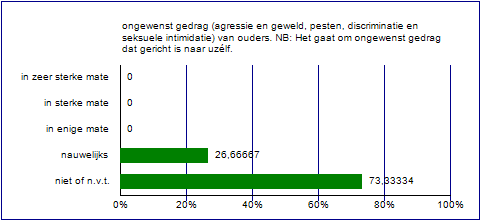 ongewenst gedrag (agressie en geweld, pesten, discriminatie en
seksuele intimidatie) van ouders. NB: Het gaat om ongewenst gedrag
dat gericht is naar uzélf.
in zeer sterke mate 0
in sterke mate 0
in enige mate 0
nauwelijks 26,66667
niet of n.v.t. 73,33334
0% 20% 40% 60% 80% 100%